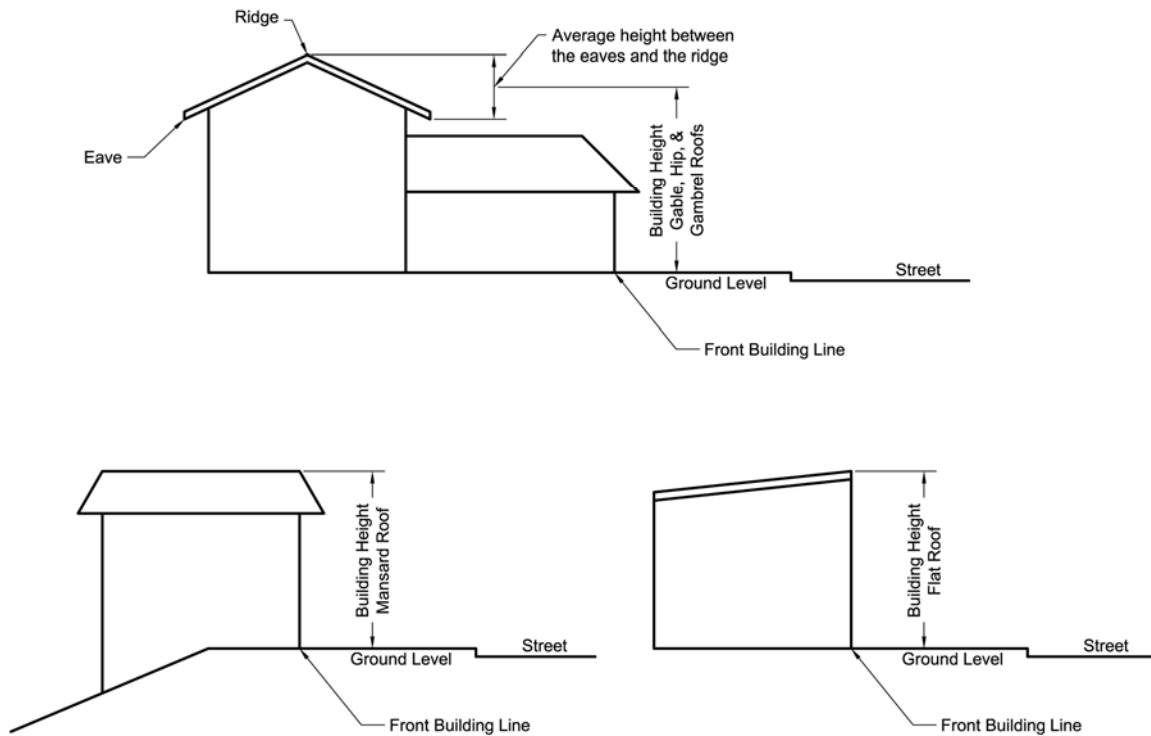 Ridge
Average height between
the eaves and the ridge
Eave
Building Height
Gable, Hip, &
Gambrel Roofs
Street
Ground Level
Front Building Line
Building Height
Mansard Roof
Street
Ground Level
Front Building Line
Building Height
Flat Roof
Street
Ground Level
Front Building Line